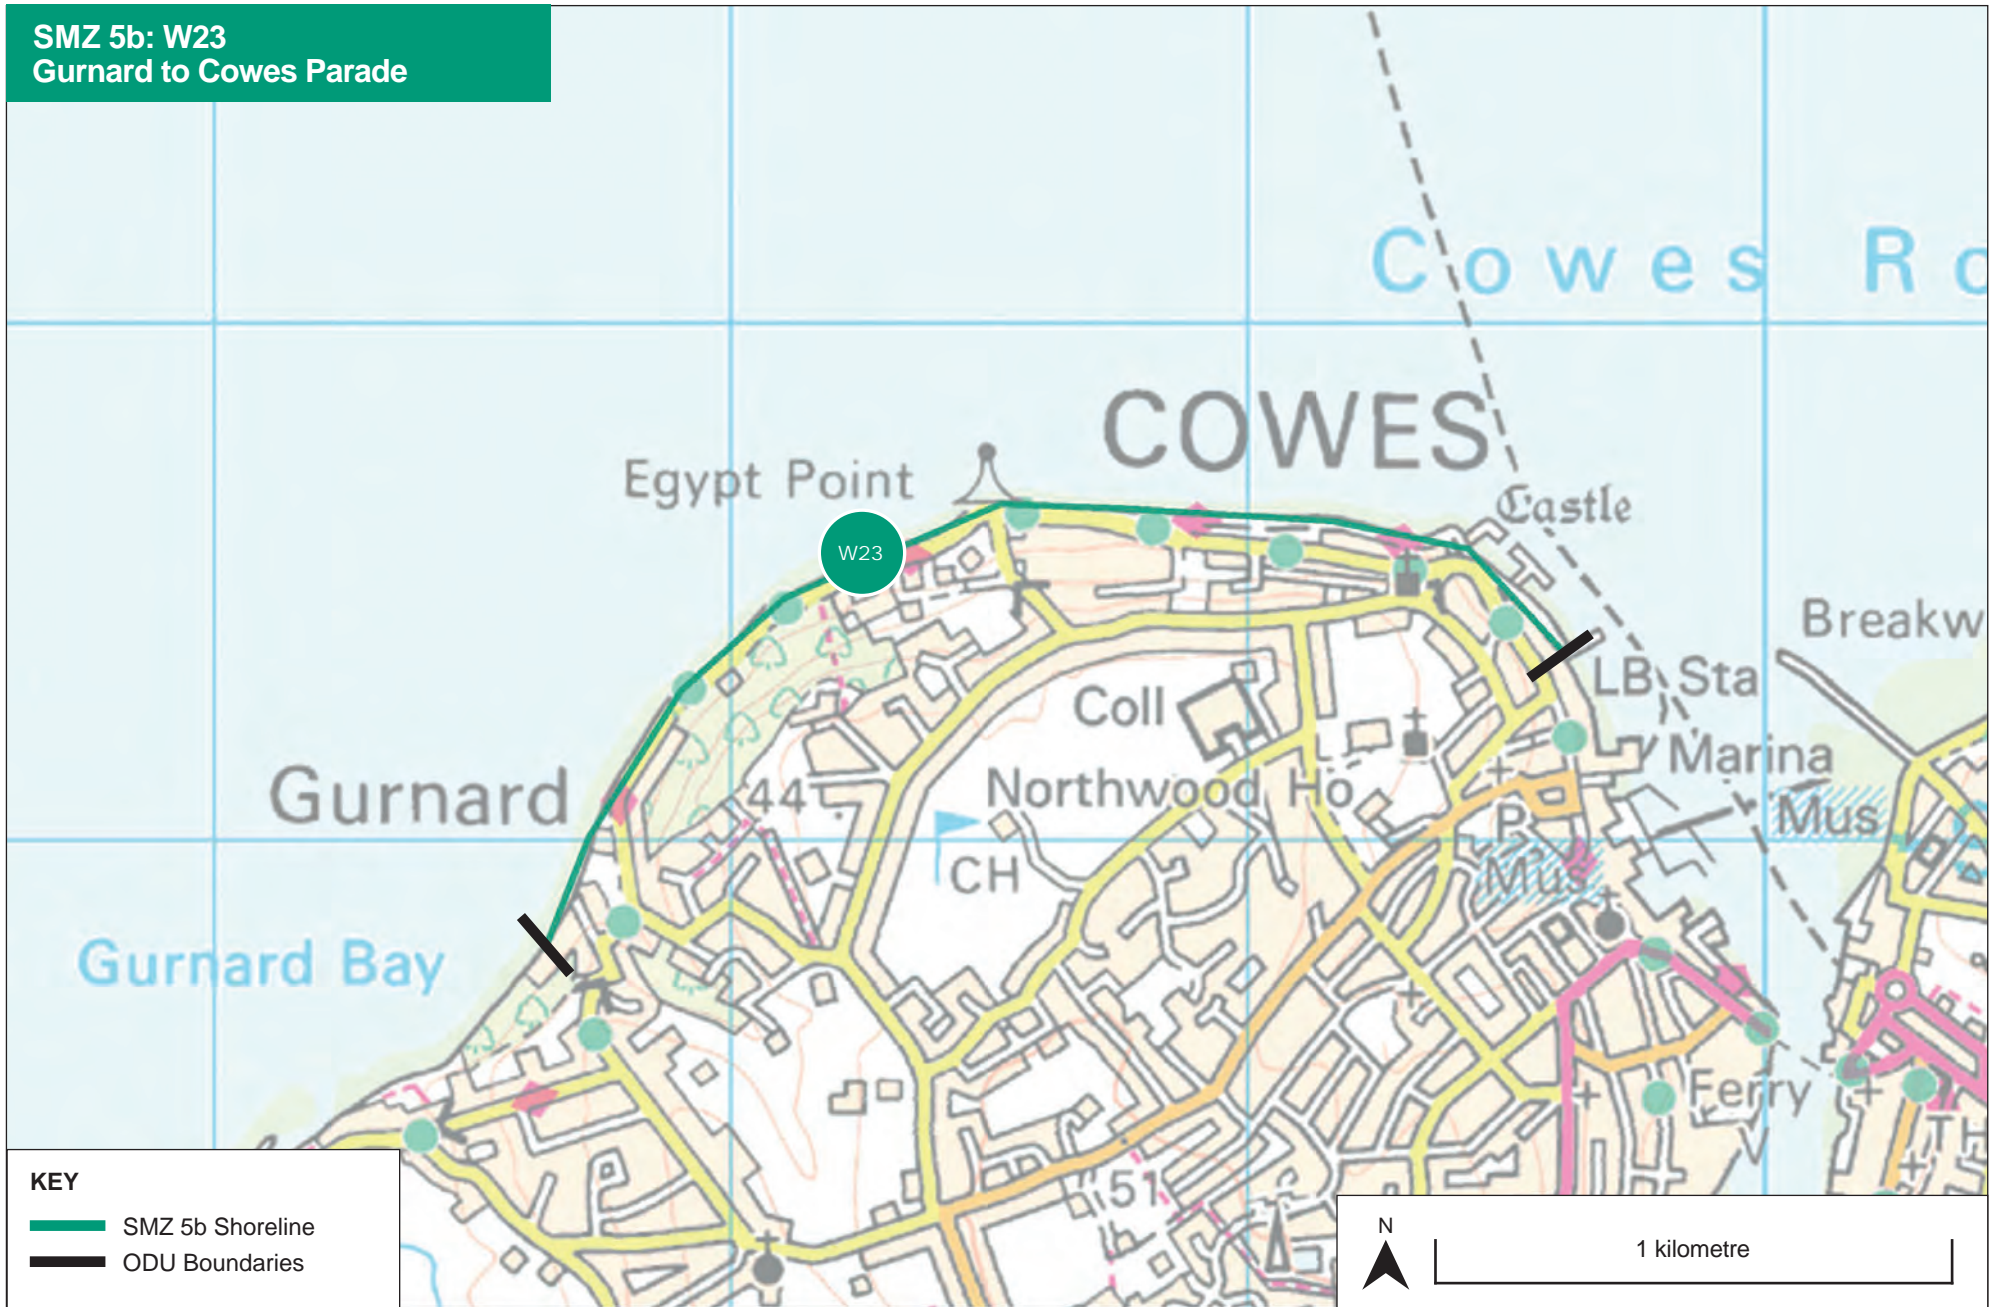 SMZ 5b: W23
Gurnard to Cowes Parade
Cowes Ro
COWES
Egypt Point
Castle
W23
Breakw
LB Sta
Coll
Marina
Gurnard
44
Northwood Ho
Mus
P
CH
Mus
Gurnard Bay
Ferry
V
TH
51
KEY
SMZ 5b Shoreline
ODU Boundaries
N
1 kilometre